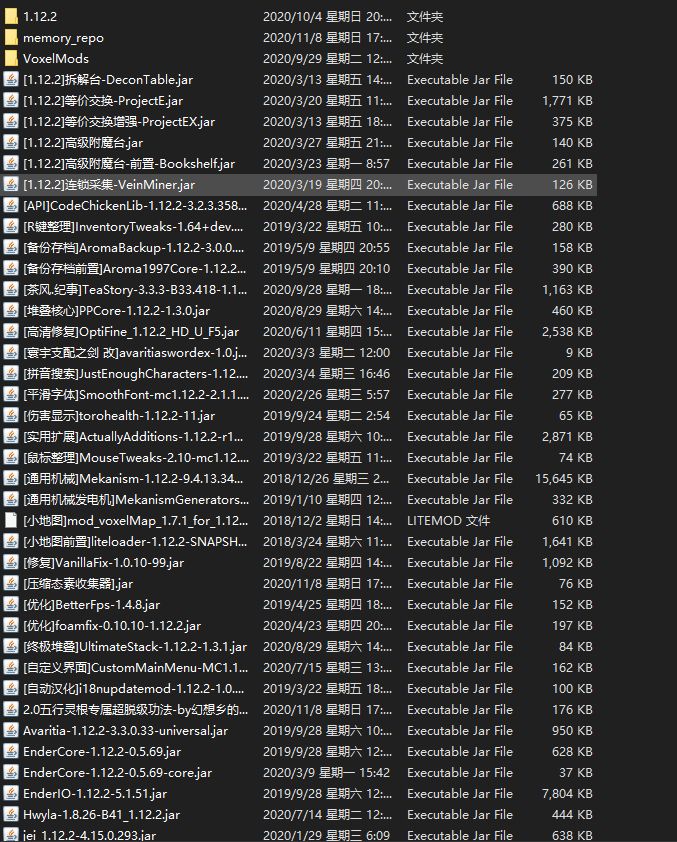 1.12.2 2020/10/4 星期日 20:... 文件夹
memory_repo 2020/11/8 星期日 17:... 文件夹
VoxelMods 2020/9/29 星期二 12:... 文件夹
[1.12.2]拆解台-DeconTable.jar 2020/3/13 星期五 14:... Executable Jar File 150 KB
[1.12.2]等价交换-ProjectE.jar 2020/3/20 星期五 11:... Executable Jar File 1,771 KB
[1.12.2]等价交换增强-ProjectEX.jar 2020/3/13 星期五 18:... Executable Jar File 375 KB
[1.12.2]高级附魔台.jar 2020/3/27 星期五 21:... Executable Jar File 140 KB
[1.12.2]高级附魔台-前置-Bookshelf.jar 2020/3/23 星期一 8:57 Executable Jar File 261 KB
[1.12.2]连锁采集-VeinMiner.jar 2020/3/19 星期四 20:... Executable Jar File 126 KB
[API]CodeChickenLib-1.12.2-3.2.3.358... 2020/4/28 星期二 11:... Executable Jar File 688 KB
[R键整理]InventoryTweaks-1.64+dev.... 2019/3/22 星期五 10:... Executable Jar File 280 KB
[备份存档]AromaBackup-1.12.2-3.0.0.... 2019/5/9 星期四 20:55 Executable Jar File 158 KB
[备份存档前置]Aroma1997Core-1.12.2... 2019/5/9 星期四 20:10 Executable Jar File 390 KB
[茶风.纪事]TeaStory-3.3.3-B33.418-1.1... 2020/9/28 星期一 18:... Executable Jar File 1,163 KB
[堆叠核心]PPCore-1.12.2-1.3.0.jar 2020/8/29 星期六 14:... Executable Jar File 460 KB
[高清修复]OptiFine_1.12.2_HD_U_F5.jar 2020/6/11 星期四 15:... Executable Jar File 2,538 KB
[寰宇支配之剑 改]avaritiaswordex-1.0.j... 2020/3/3 星期二 12:00 Executable Jar File 9 KB
[拼音搜索]JustEnoughCharacters-1.12.... 2020/3/4 星期三 16:46 Executable Jar File 209 KB
[平滑字体]SmoothFont-mc1.12.2-2.1.1.... 2020/2/26 星期三 5:57 Executable Jar File 277 KB
[伤害显示]torohealth-1.12.2-11.jar 2019/9/24 星期二 2:54 Executable Jar File 65 KB
[实用扩展]ActuallyAdditions-1.12.2-r1... 2019/9/28 星期六 10:... Executable Jar File 2,871 KB
[鼠标整理]MouseTweaks-2.10-mc1.12.... 2019/3/22 星期五 11:... Executable Jar File 74 KB
[通用机械]Mekanism-1.12.2-9.4.13.34... 2018/12/26 星期三 2... Executable Jar File 15,645 KB
[通用机械发电机]MekanismGenerators... 2019/1/10 星期四 12:... Executable Jar File 332 KB
[小地图]mod_voxelMap_1.7.1_for_1.12... 2018/12/2 星期日 14:... LITEMOD 文件 610 KB
[小地图前置]liteloader-1.12.2-SNAPSH... 2018/3/24 星期六 11:... Executable Jar File 1,641 KB
[修复]VanillaFix-1.0.10-99.jar 2019/8/22 星期四 14:... Executable Jar File 1,092 KB
[压缩态素收集器].jar 2020/11/8 星期日 17:... Executable Jar File 76 KB
[优化]BetterFps-1.4.8.jar 2019/4/25 星期四 18:... Executable Jar File 152 KB
[优化]foamfix-0.10.10-1.12.2.jar 2020/4/23 星期四 20:... Executable Jar File 197 KB
[终极堆叠]UltimateStack-1.12.2-1.3.1.jar 2020/8/29 星期六 14:... Executable Jar File 84 KB
[自定义界面]CustomMainMenu-MC1.1... 2020/7/15 星期三 13:... Executable Jar File 162 KB
[自动汉化]i18nupdatemod-1.12.2-1.0.... 2019/3/22 星期五 18:... Executable Jar File 100 KB
2.0五行灵根专属超脱级功法-by幻想乡的... 2020/11/8 星期日 17:... Executable Jar File 176 KB
Avaritia-1.12.2-3.3.0.33-universal.jar 2019/9/28 星期六 10:... Executable Jar File 950 KB
EnderCore-1.12.2-0.5.69.jar 2019/9/28 星期六 12:... Executable Jar File 628 KB
EnderCore-1.12.2-0.5.69-core.jar 2020/3/9 星期一 15:42 Executable Jar File 37 KB
EnderIO-1.12.2-5.1.51.jar 2019/9/28 星期六 12:... Executable Jar File 7,804 KB
Hwyla-1.8.26-B41_1.12.2.jar 2020/7/14 星期二 12:... Executable Jar File 444 KB
jei_1.12.2-4.15.0.293.jar 2020/1/29 星期三 6:09 Executable Jar File 638 KB